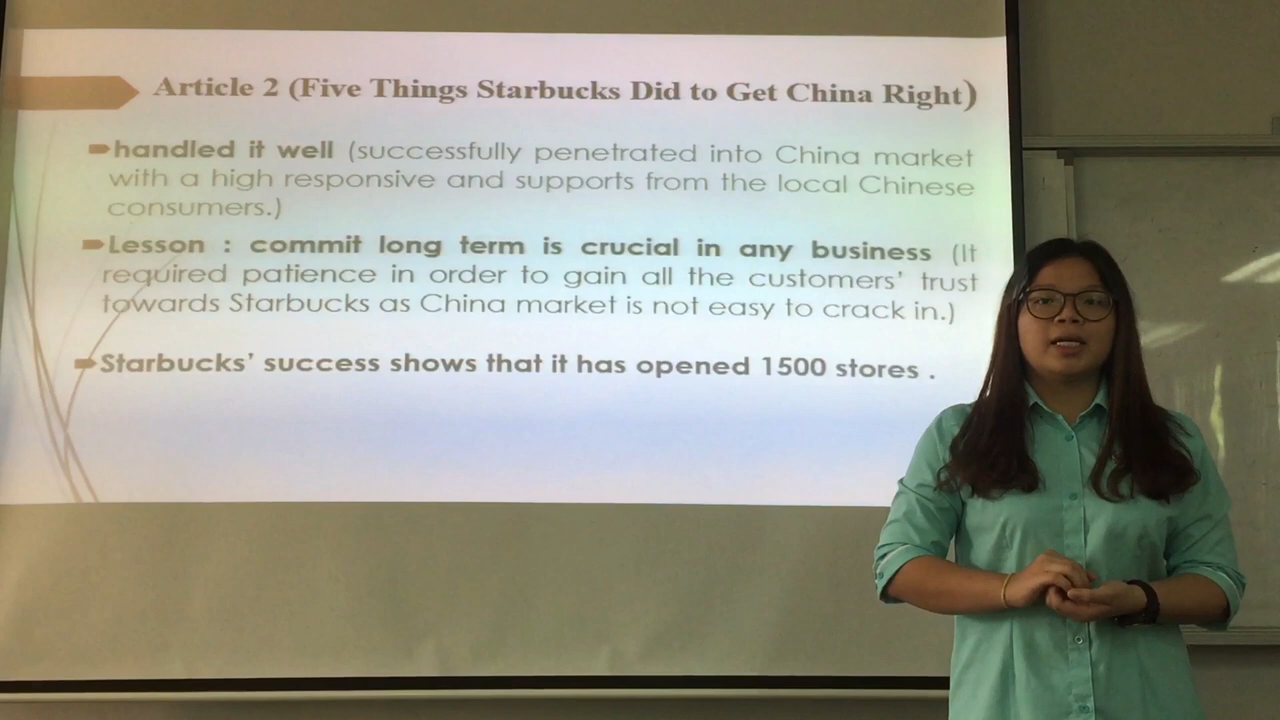 Article 2 (Five Things Starbucks Did to Get China Right)
handled it well (successfully penetrated into China market
with a high responsive and supports from the local Chinese
consumers.)
Lesson : commit long term is crucial in any business (It
required patience in order to gain all the customers’ trust
towards Starbucks as China market is not easy to crack in.)
Starbucks’ success shows that it has opened 1500 stores .